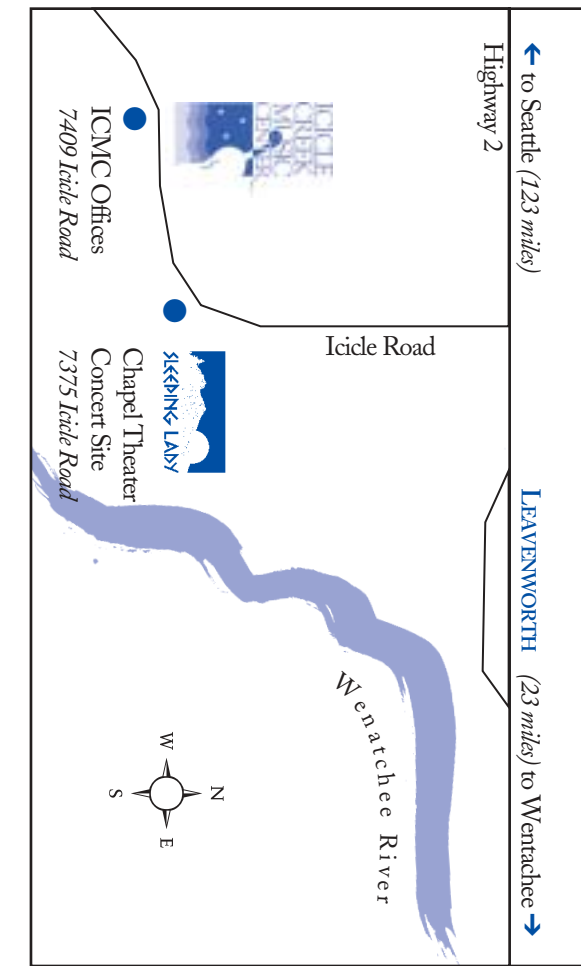 ← to Seattle (123 miles)
LEAVENWORTH (23 miles) to Wentachee →
Highway 2
ICICLE
CREEK
MUSIC
CENTER
Icicle Road
ICMC Offices
7409 Icicle Road
SLEEPING LADY
Chapel Theater
Concert Site
7375 Icicle Road
Wenatchee River
N
W
E
S